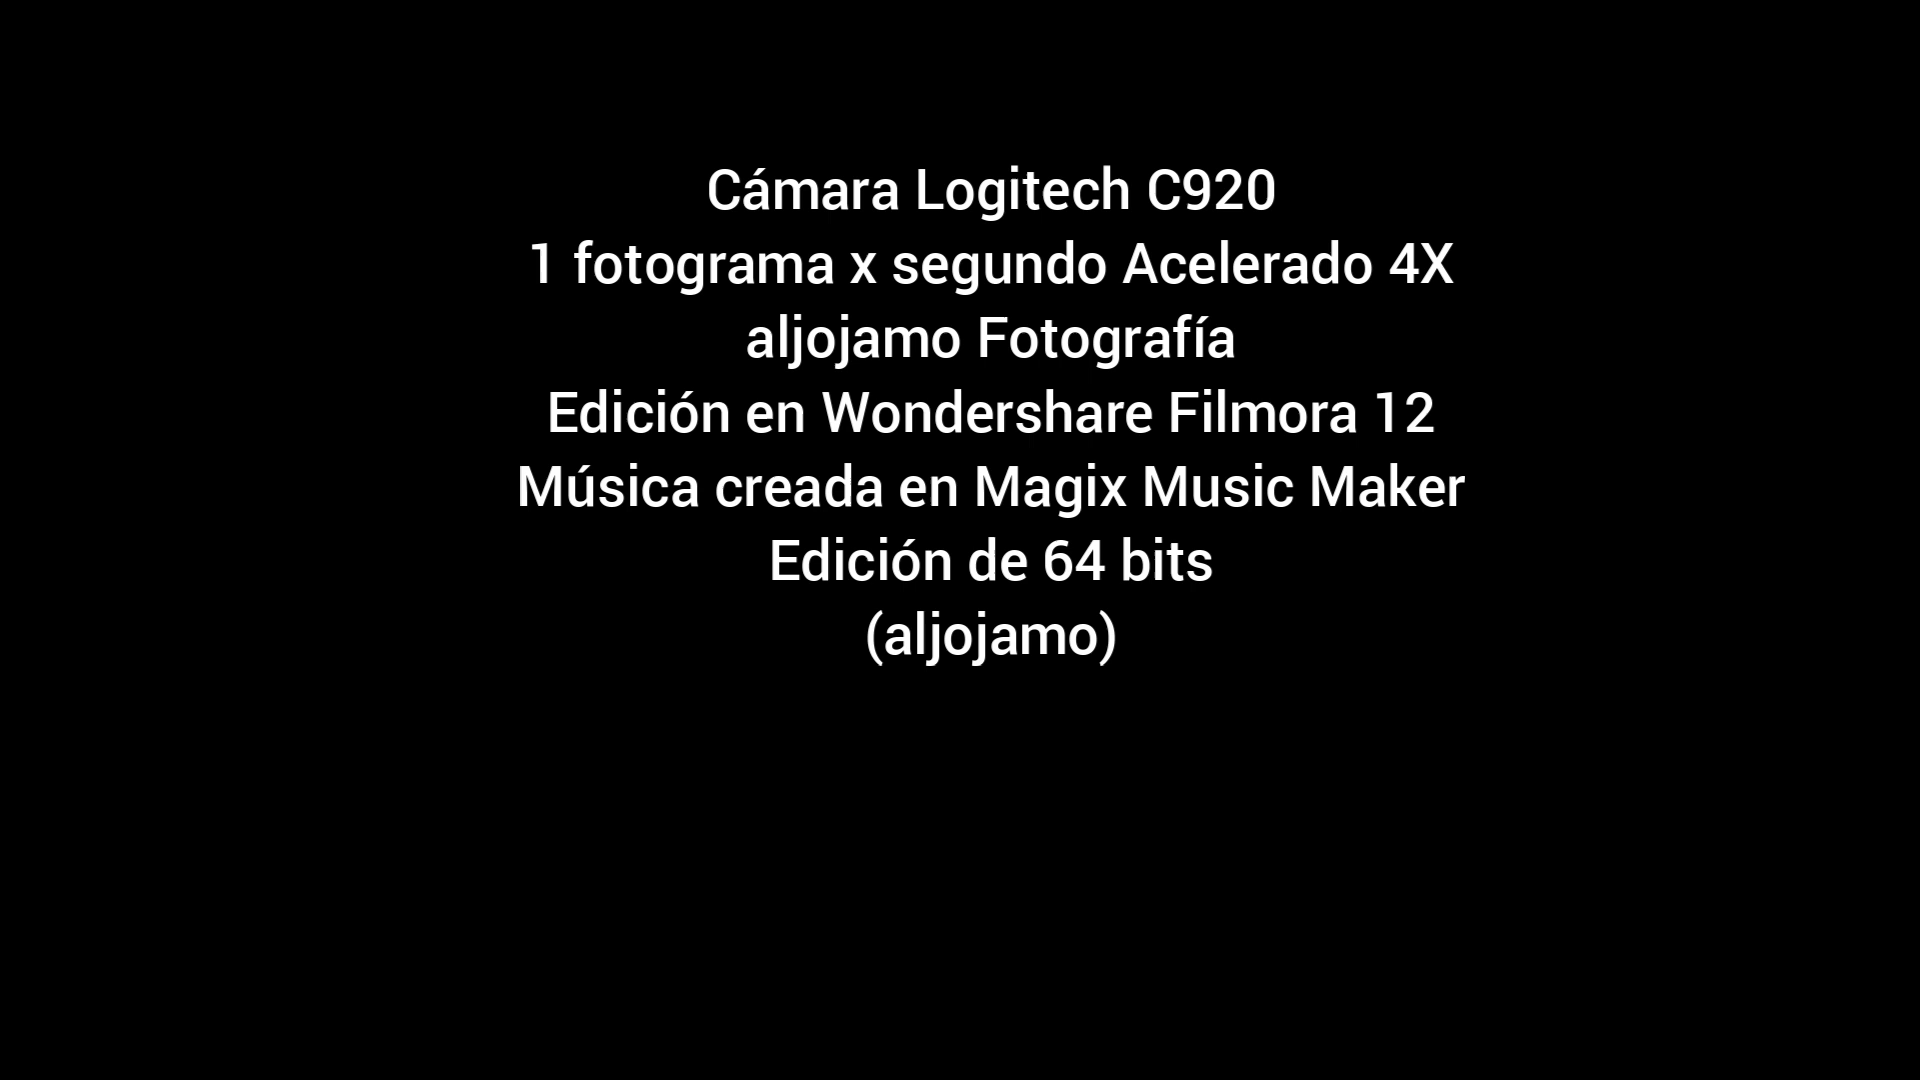 Cámara Logitech C920
1 fotograma x segundo Acelerado 4X
aljojamo Fotografía
Edición en Wondershare Filmora 12
Música creada en Magix Music Maker
Edición de 64 bits
(aljojamo)